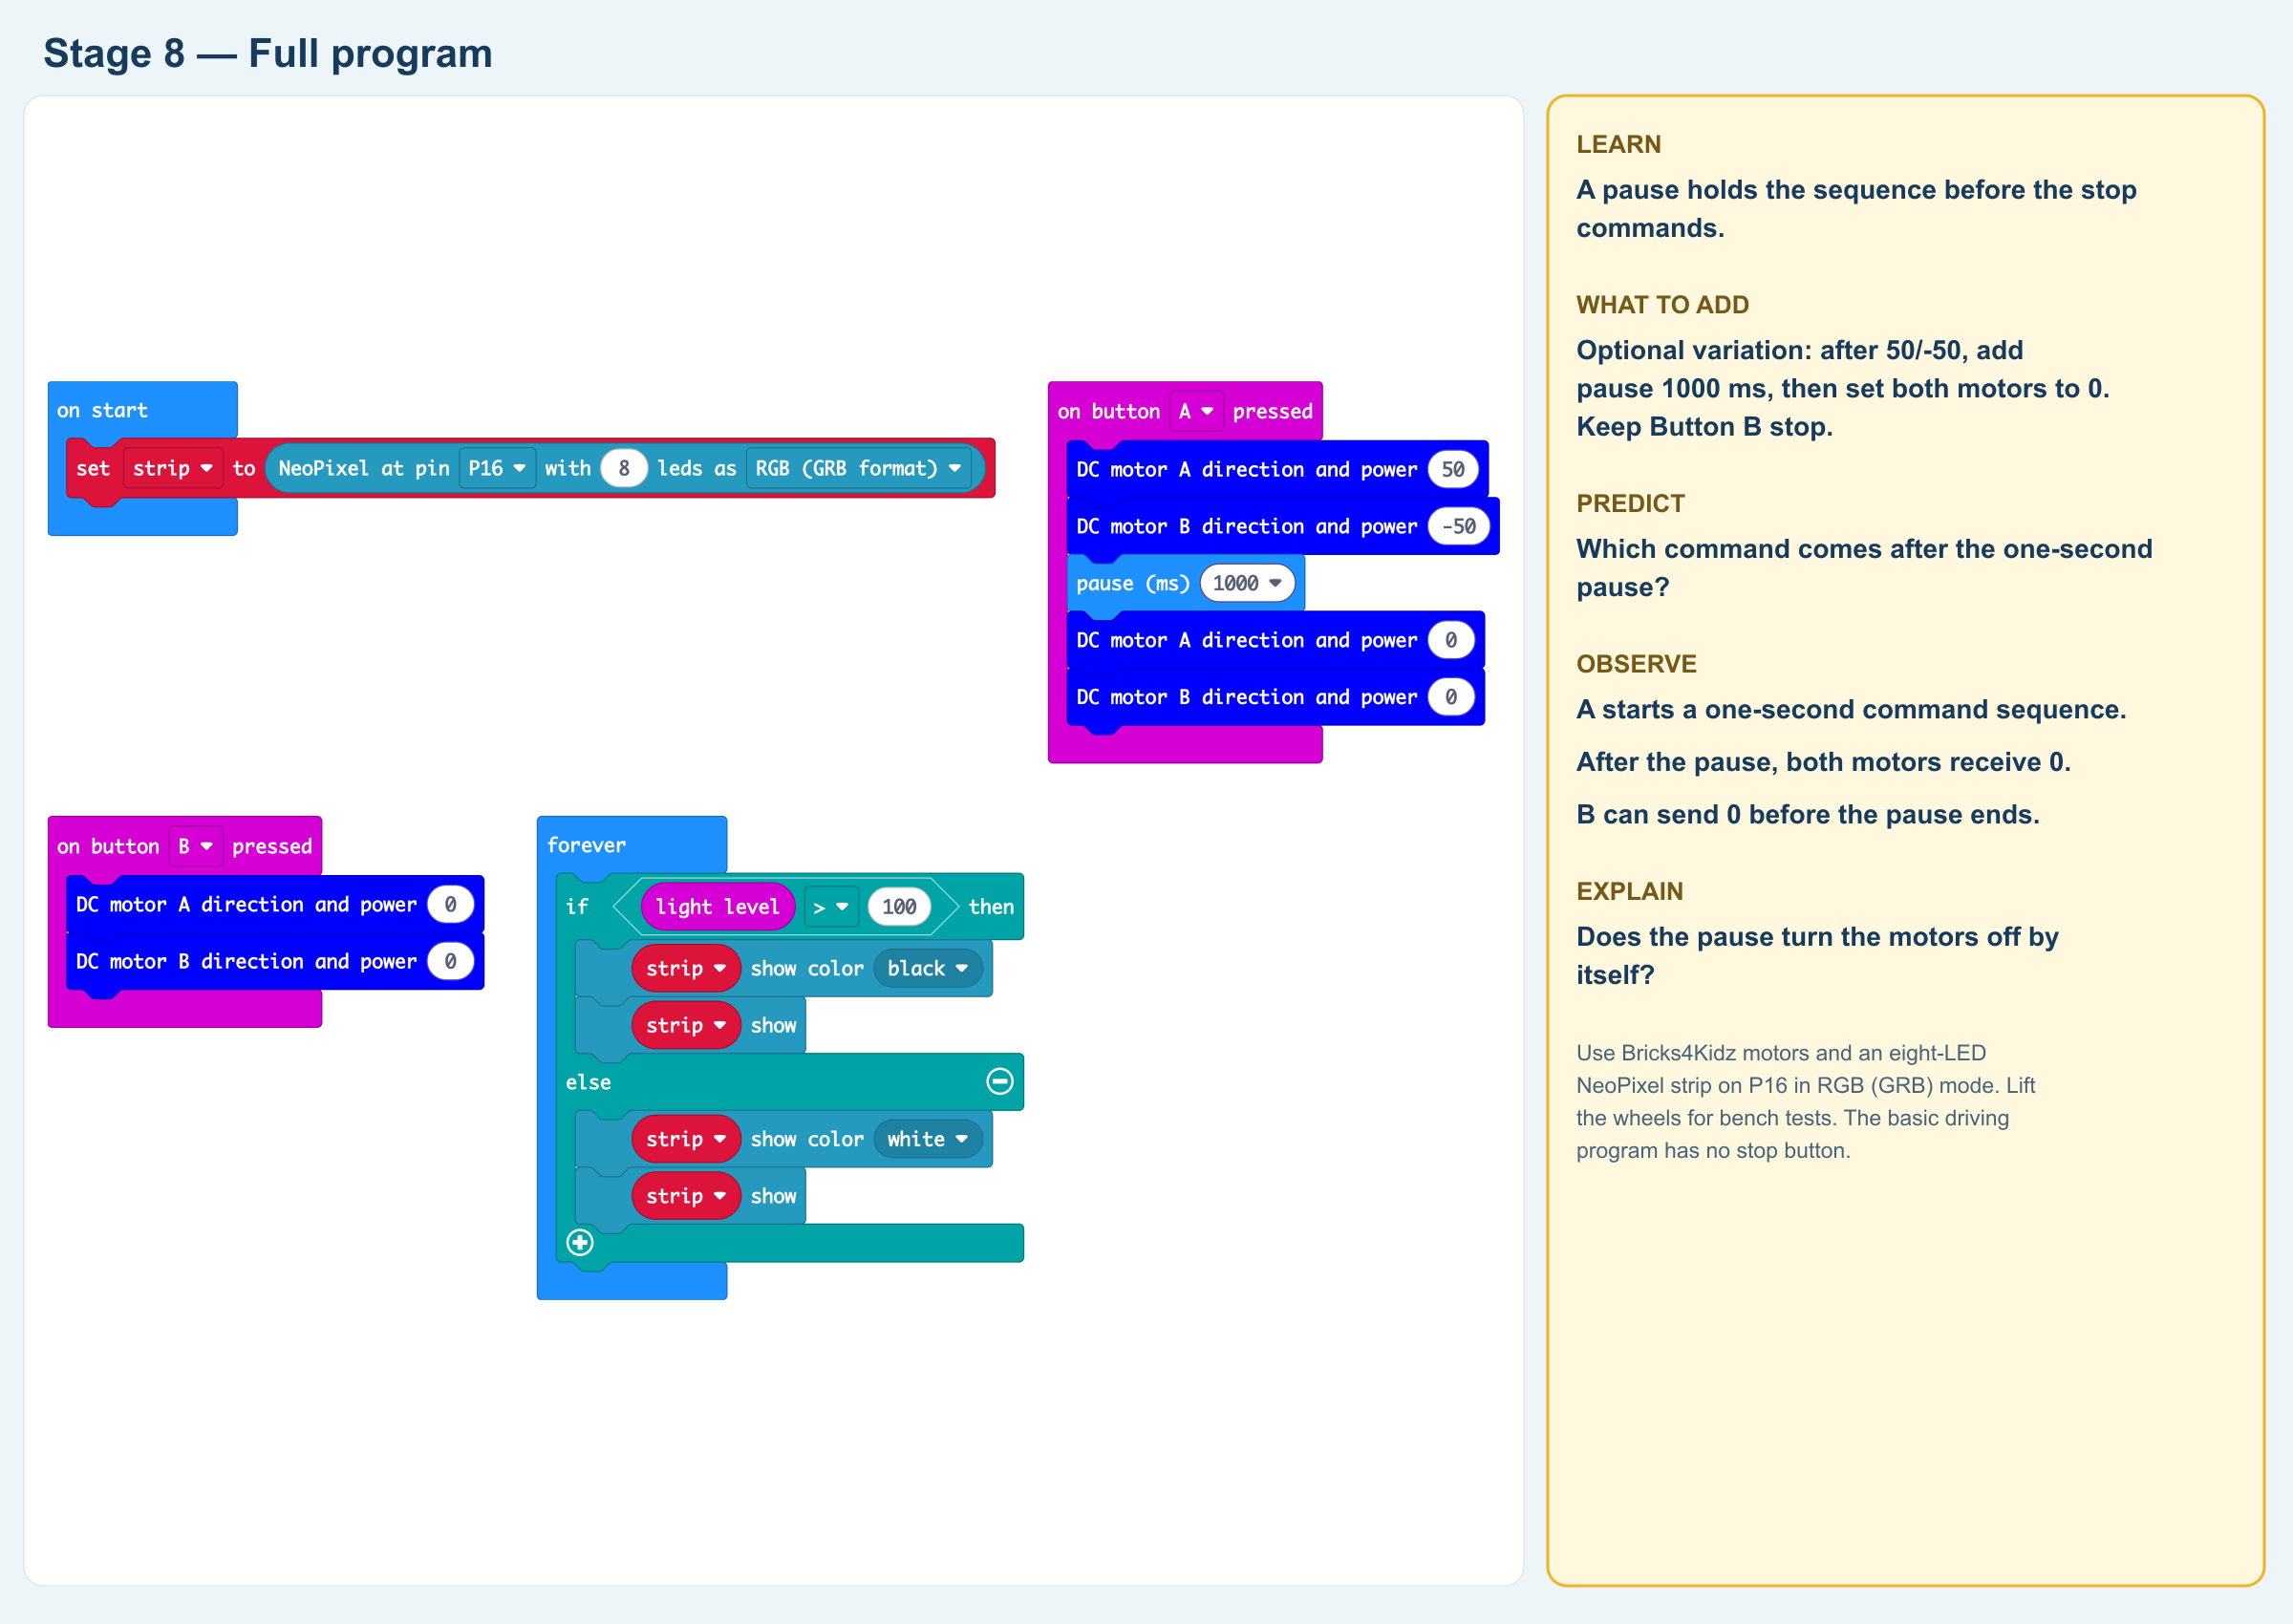 Stage 8 — Full program
on start
set strip to NeoPixel at pin P16 with 8 leds as RGB (GRB format)
on button A pressed
DC motor A direction and power 50
DC motor B direction and power -50
pause (ms) 1000
DC motor A direction and power 0
DC motor B direction and power 0
on button B pressed
DC motor A direction and power 0
DC motor B direction and power 0
forever
if light level > 100 then
strip show color black
strip show
else
strip show color white
strip show
LEARN
A pause holds the sequence before the stop
commands.
WHAT TO ADD
Optional variation: after 50/-50, add
pause 1000 ms, then set both motors to 0.
Keep Button B stop.
PREDICT
Which command comes after the one-second
pause?
OBSERVE
A starts a one-second command sequence.
After the pause, both motors receive 0.
B can send 0 before the pause ends.
EXPLAIN
Does the pause turn the motors off by
itself?
Use Bricks4Kidz motors and an eight-LED
NeoPixel strip on P16 in RGB (GRB) mode. Lift
the wheels for bench tests. The basic driving
program has no stop button.